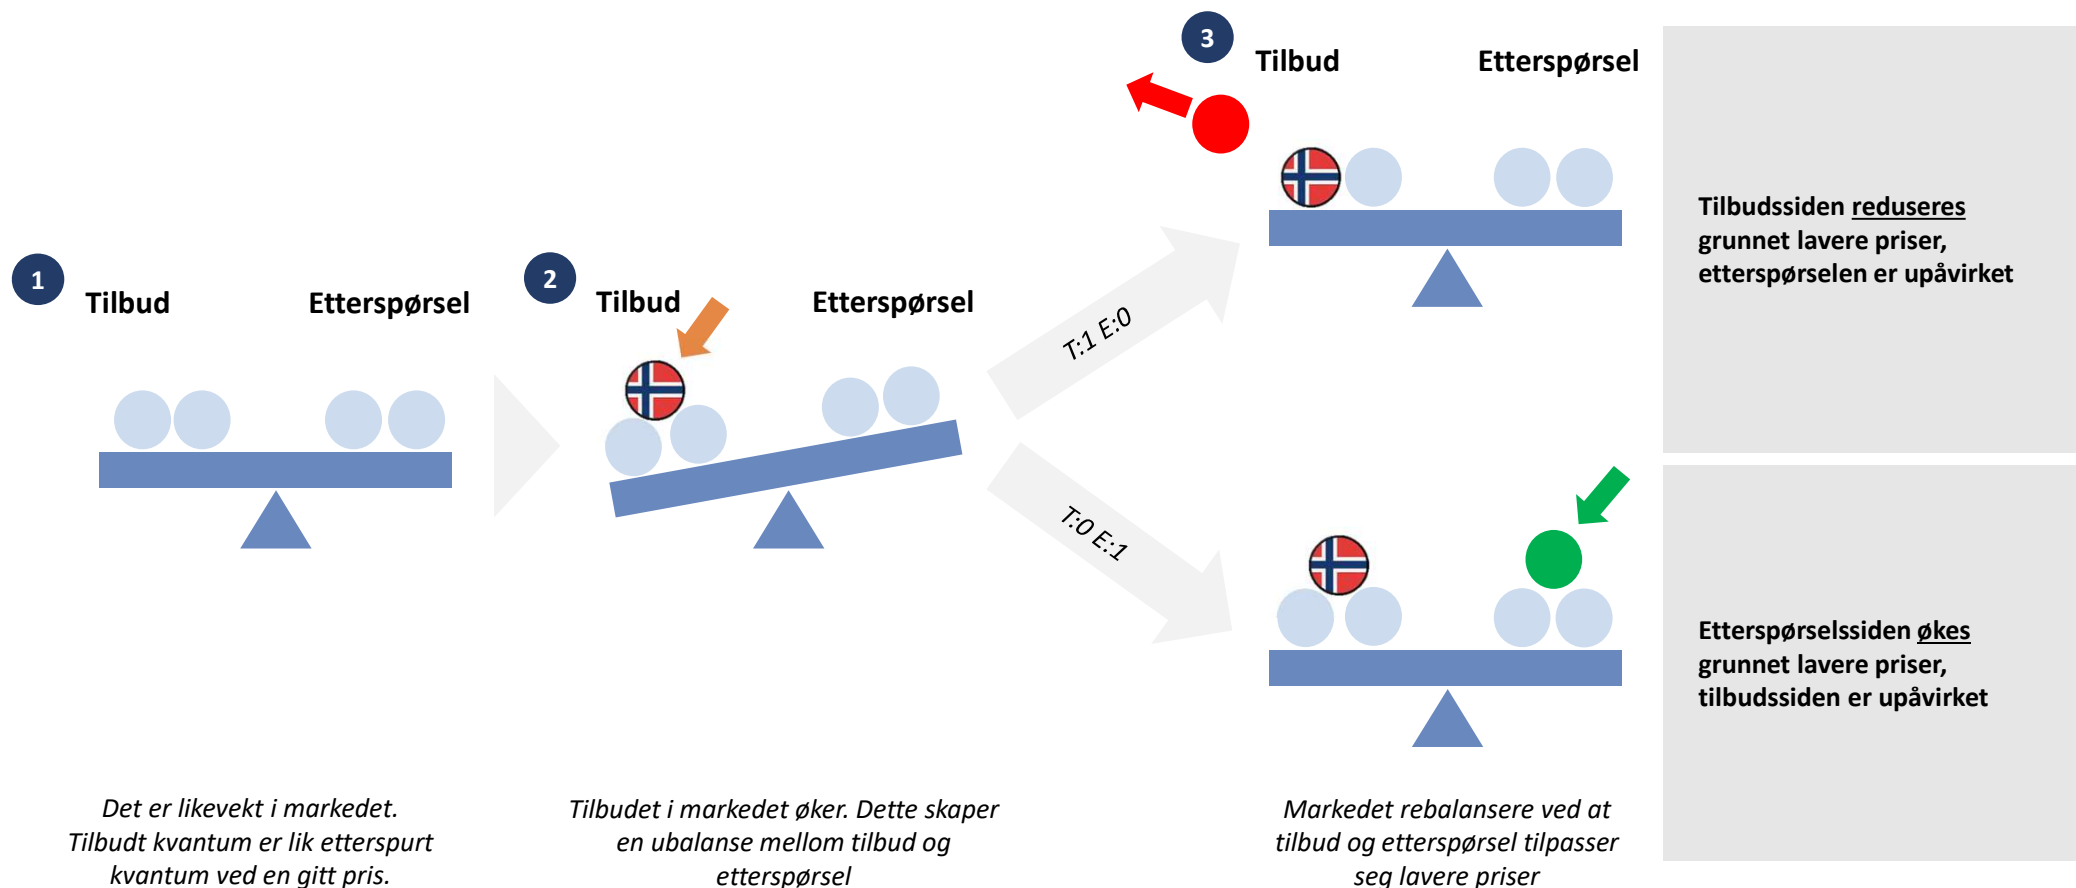 1
Tilbud
Etterspørsel
Det er likevekt i markedet.
Tilbudt kvantum er lik etterspurt
kvantum ved en gitt pris.
2
Tilbud
Etterspørsel
Tilbudet i markedet øker. Dette skaper
en ubalanse mellom tilbud og
etterspørsel
T:1 E:0
T:0 E:1
3
Tilbud
Etterspørsel
Markedet rebalansere ved at
tilbud og etterspørsel tilpasser
seg lavere priser
Tilbudssiden reduseres
grunnet lavere priser,
etterspørselen er upåvirket
Etterspørselssiden økes
grunnet lavere priser,
tilbudssiden er upåvirket